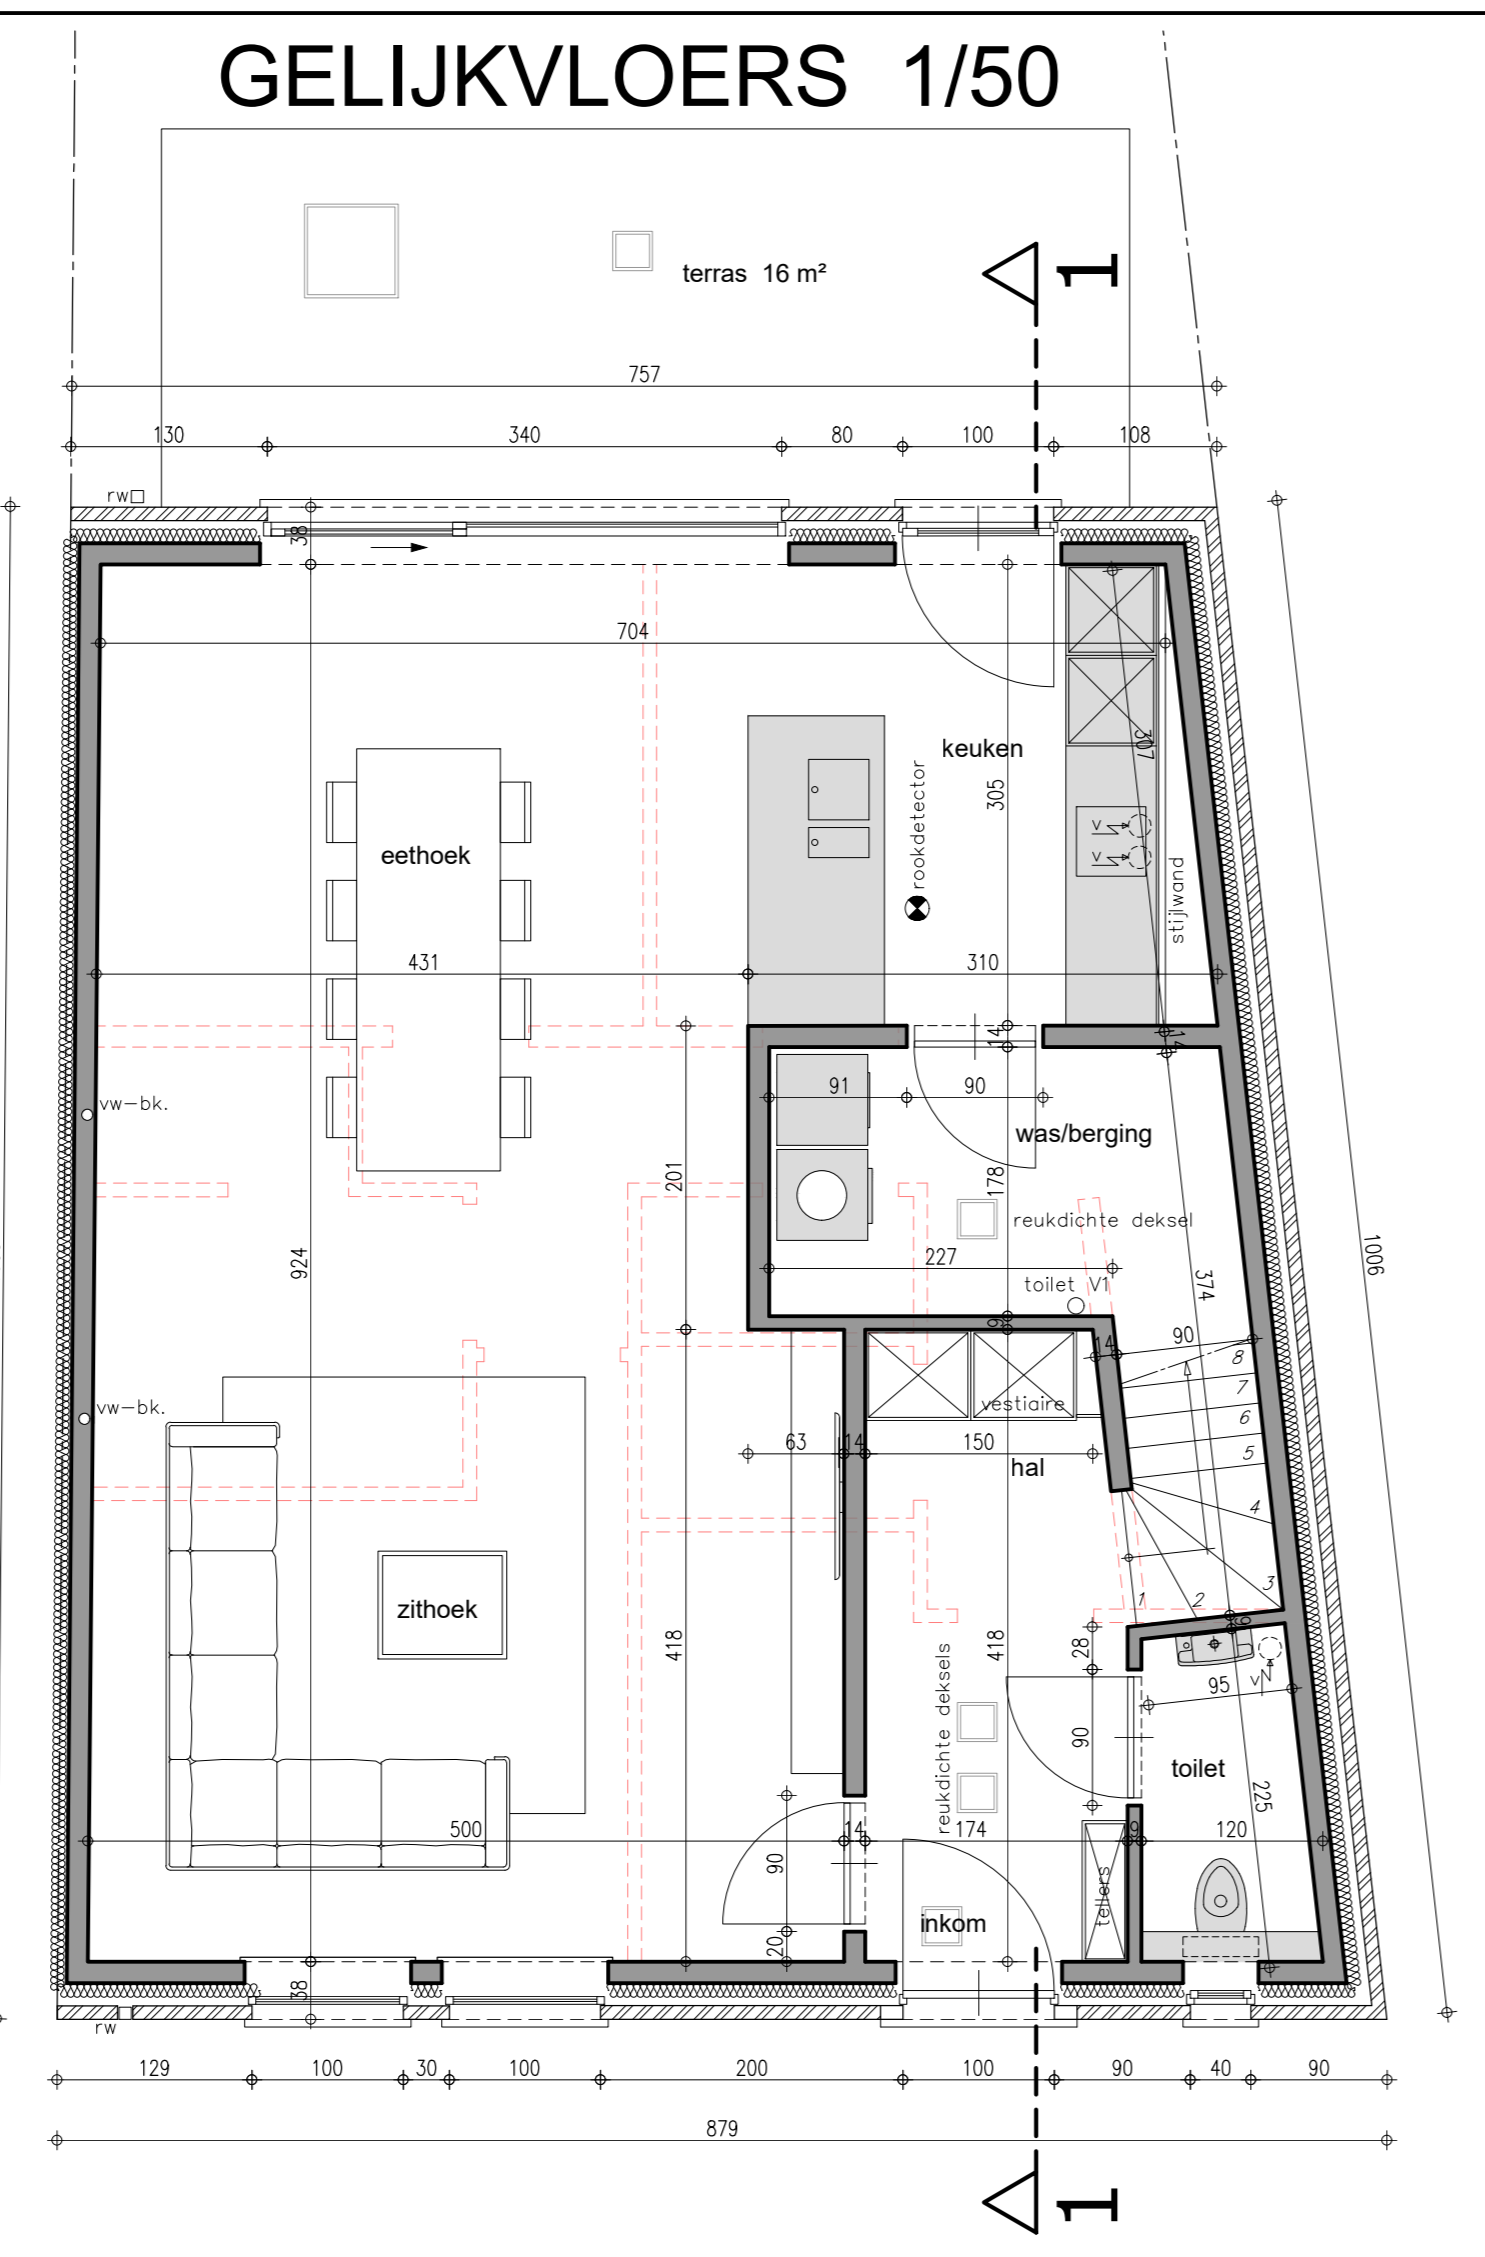 GELIJKVLOERS 1/50
terras 16 m²
1
757
130
340
80
100
108
rw
38
704
keuken
307
305
rookdetector
eethoek
stijlwand
431
310
14
14
vw-bk.
91
90
was/berging
201
178
reukdichte deksel
924
227
374
1006
toilet V1
9
14
90
8
7
6
5
4
3
2
1
vw-bk.
vestiaire
63
14
150
hal
zithoek
418
418
28
9
v
v
v
95
reukdichte deksels
90
toilet
225
500
14
174
9
120
90
tellers
inkom
20
38
rw
129
100
30
100
200
100
90
40
90
879
1